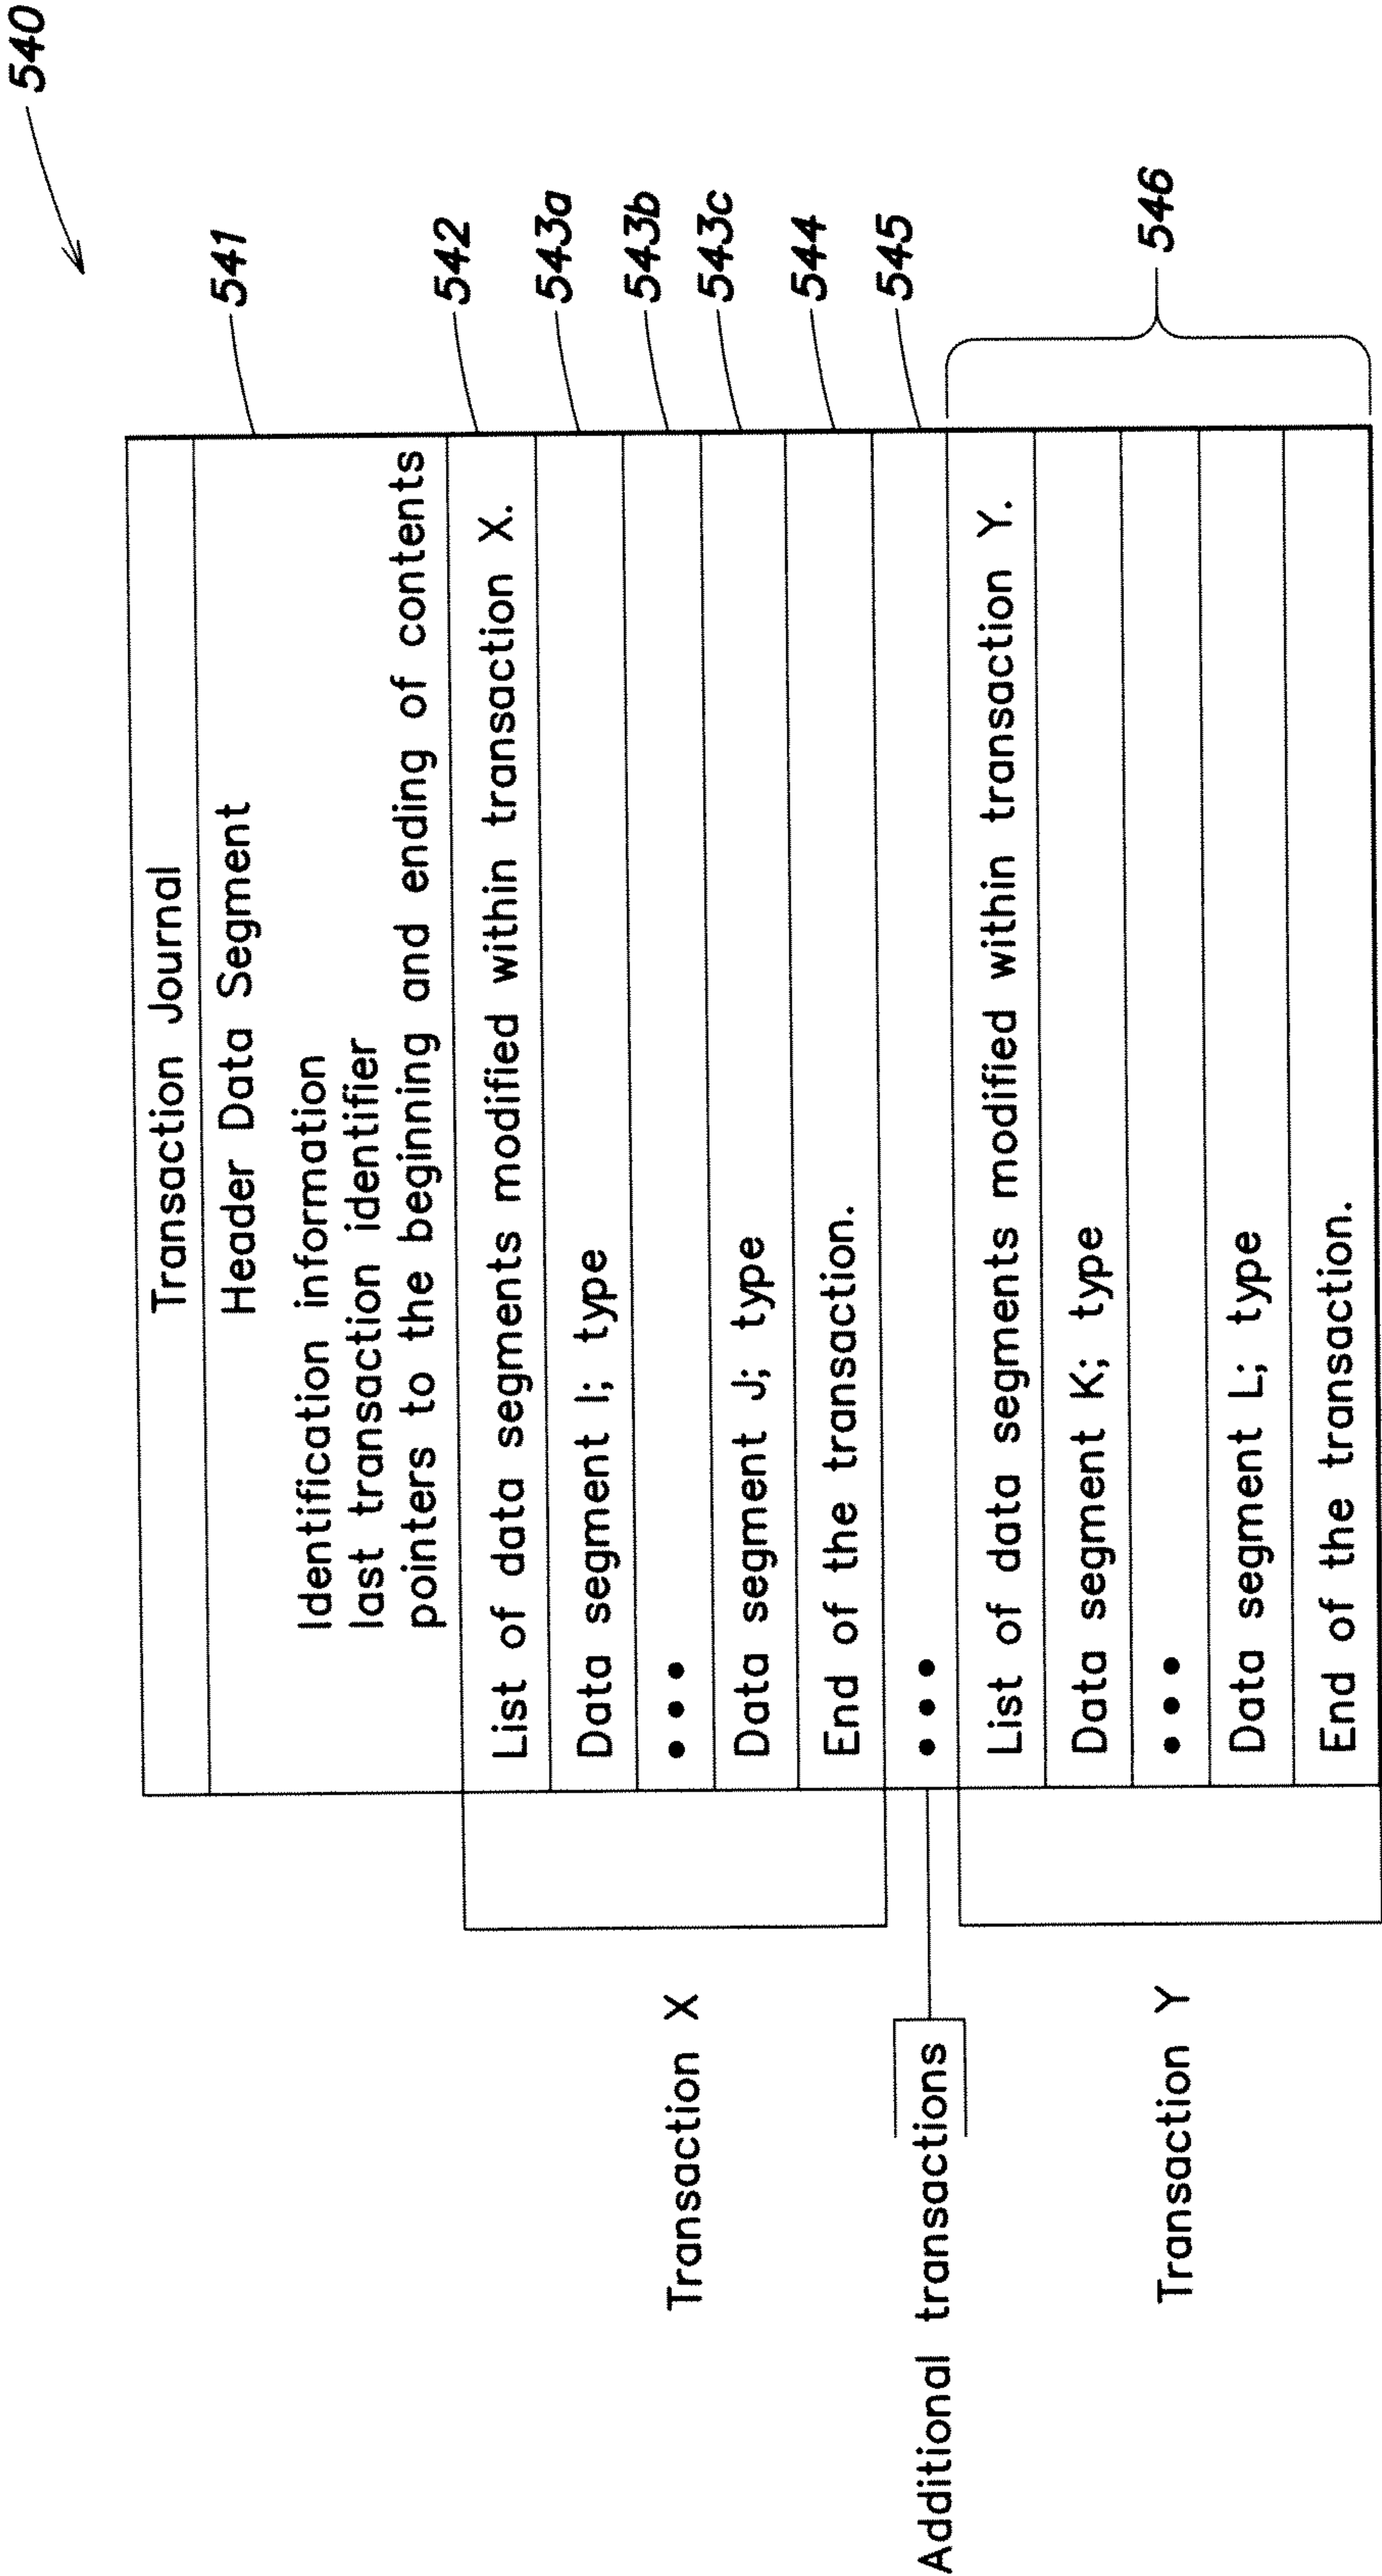 540
Transaction Journal
Header Data Segment
541
Identification information
last transaction identifier
pointers to the beginning and ending of contents
List of data segments modified within transaction X.
542
Data segment I; type
543a
•••
543b
Transaction X
Data segment J; type
543c
End of the transaction.
544
Additional transactions
•••
545
List of data segments modified within transaction Y.
Data segment K; type
Transaction Y
•••
546
Data segment L; type
End of the transaction.